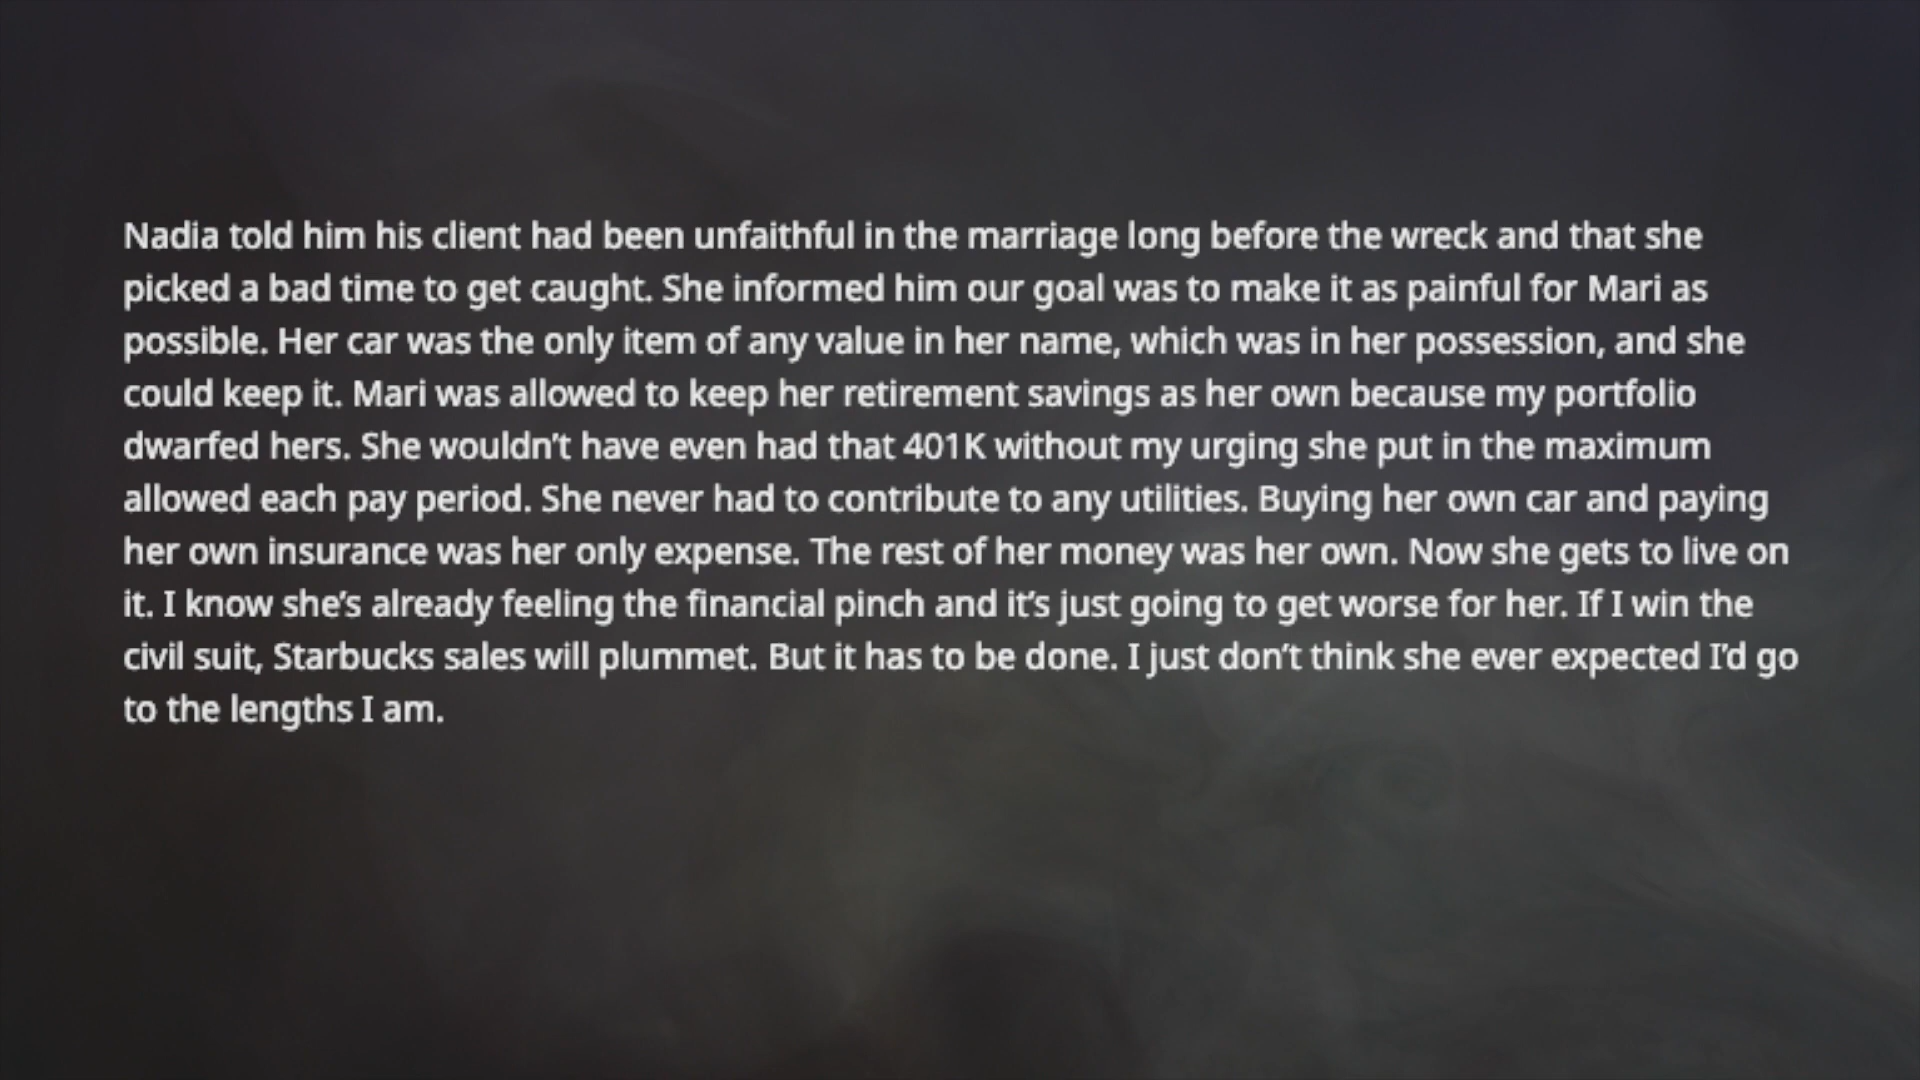 Nadia told him his client had been unfaithful in the marriage long before the wreck and that she
picked a bad time to get caught. She informed him our goal was to make it as painful for Mari as
possible. Her car was the only item of any value in her name, which was in her possession, and she
could keep it. Mari was allowed to keep her retirement savings as her own because my portfolio
dwarfed hers. She wouldn’t have even had that 401K without my urging she put in the maximum
allowed each pay period. She never had to contribute to any utilities. Buying her own car and paying
her own insurance was her only expense. The rest of her money was her own. Now she gets to live on
it. I know she’s already feeling the financial pinch and it’s just going to get worse for her. If I win the
civil suit, Starbucks sales will plummet. But it has to be done. I just don’t think she ever expected I’d go
to the lengths I am.